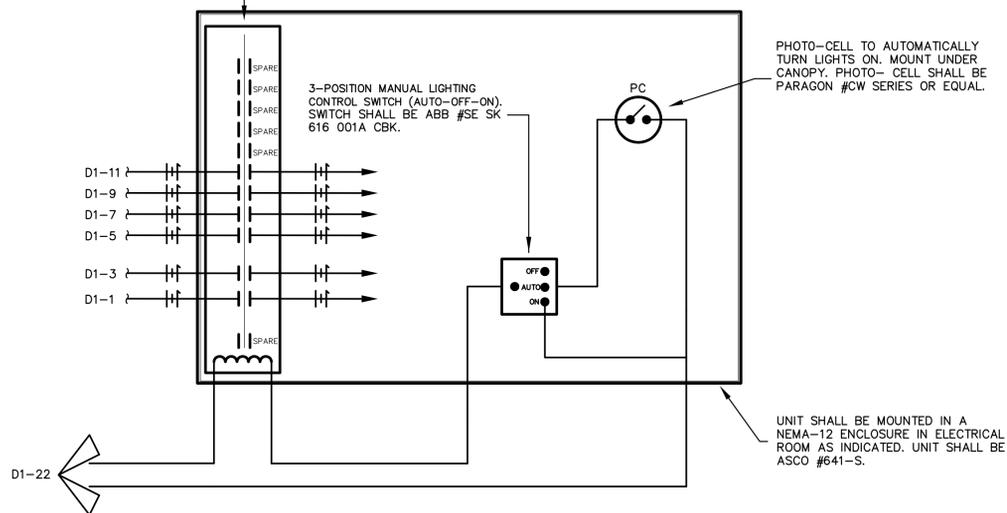 PHOTO-CELL TO AUTOMATICALLY
TURN LIGHTS ON. MOUNT UNDER
CANOPY. PHOTO- CELL SHALL BE
PARAGON #CW SERIES OR EQUAL.
3-POSITION MANUAL LIGHTING
CONTROL SWITCH (AUTO-OFF-ON).
SWITCH SHALL BE ABB #SE SK
616 001A CBK.
PC
SPARE
SPARE
SPARE
SPARE
SPARE
D1-11
D1-9
D1-7
D1-5
D1-3
D1-1
OFF
AUTO
ON
SPARE
UNIT SHALL BE MOUNTED IN A
NEMA-12 ENCLOSURE IN ELECTRICAL
ROOM AS INDICATED. UNIT SHALL BE
ASCO #641-S.
D1-22